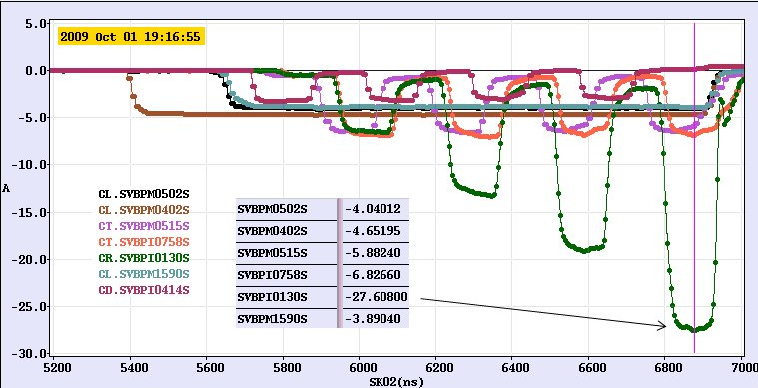 2009 Oct 01 19:16:55
5.0
0.0
-5.0
-10.0
-15.0
-20.0
-25.0
-30.0
A
CL.SVBPM0502S
CL.SVBPM0402S
CT.SVBPM0515S
CT.SVBPI0758S
CR.SVBPI0130S
CL.SVBPM1590S
CD.SVBPI0414S
SVBPM0502S -4.04012
SVBPM0402S -4.65195
SVBPM0515S -5.88240
SVBPI0758S -6.82660
SVBPI0130S -27.60800
SVBPM1590S -3.89040
5200 5400 5600 5800 6000 6200 6400 6600 6800 7000
SR02(ns)